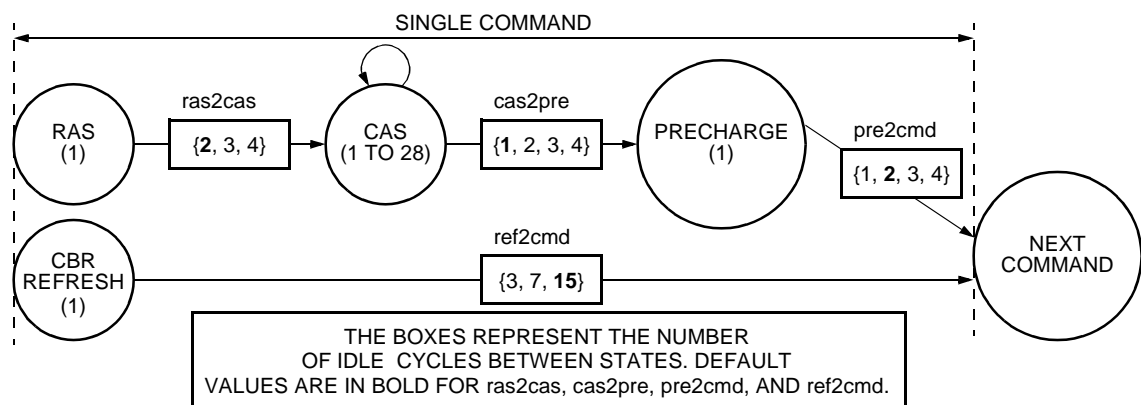 SINGLE COMMAND
ras2cas
cas2pre
RAS
(1)
{2, 3, 4}
CAS
(1 TO 28)
{1, 2, 3, 4}
PRECHARGE
(1)
pre2cmd
{1, 2, 3, 4}
CBR
REFRESH
(1)
ref2cmd
{3, 7, 15}
NEXT
COMMAND
THE BOXES REPRESENT THE NUMBER
OF IDLE CYCLES BETWEEN STATES. DEFAULT
VALUES ARE IN BOLD FOR ras2cas, cas2pre, pre2cmd, AND ref2cmd.